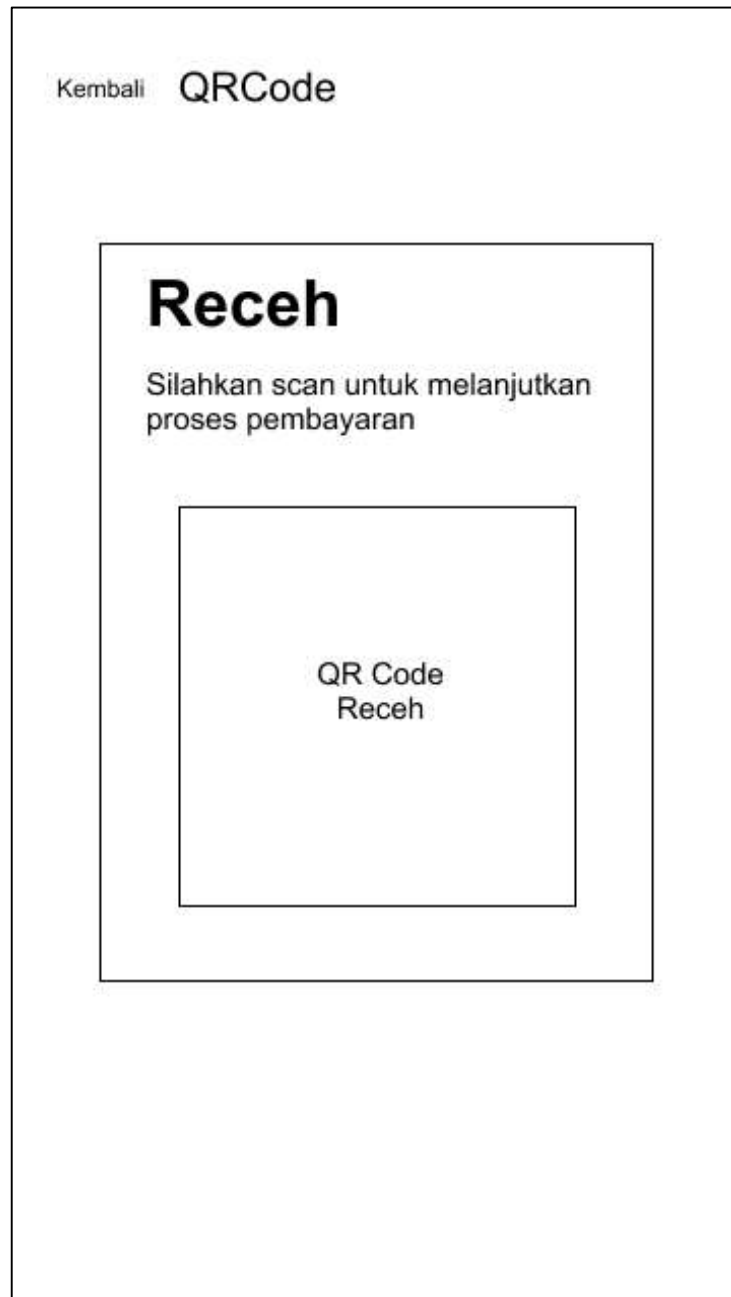 Kembali QRCode
Receh
Silahkan scan untuk melanjutkan
proses pembayaran
QR Code
Receh